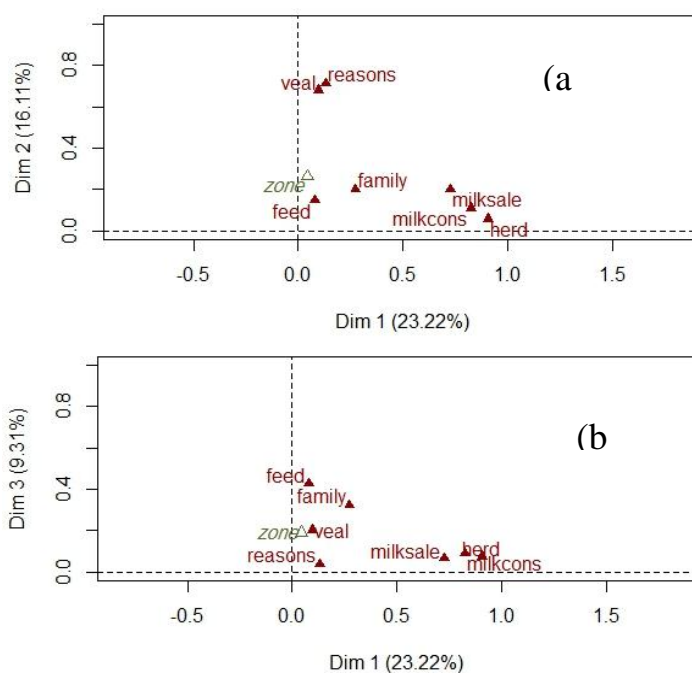 Dim 2 (16.11%)
0.8
0.4
0.0
veal reasons
(a
zone
family
feed
milksale
milkcons
herd
-0.5 0.0 0.5 1.0 1.5
Dim 1 (23.22%)
Dim 3 (9.31%)
0.8
0.4
0.0
feed
(b
family
zone veal
reasons
milksale herd
milkcons
-0.5 0.0 0.5 1.0 1.5
Dim 1 (23.22%)